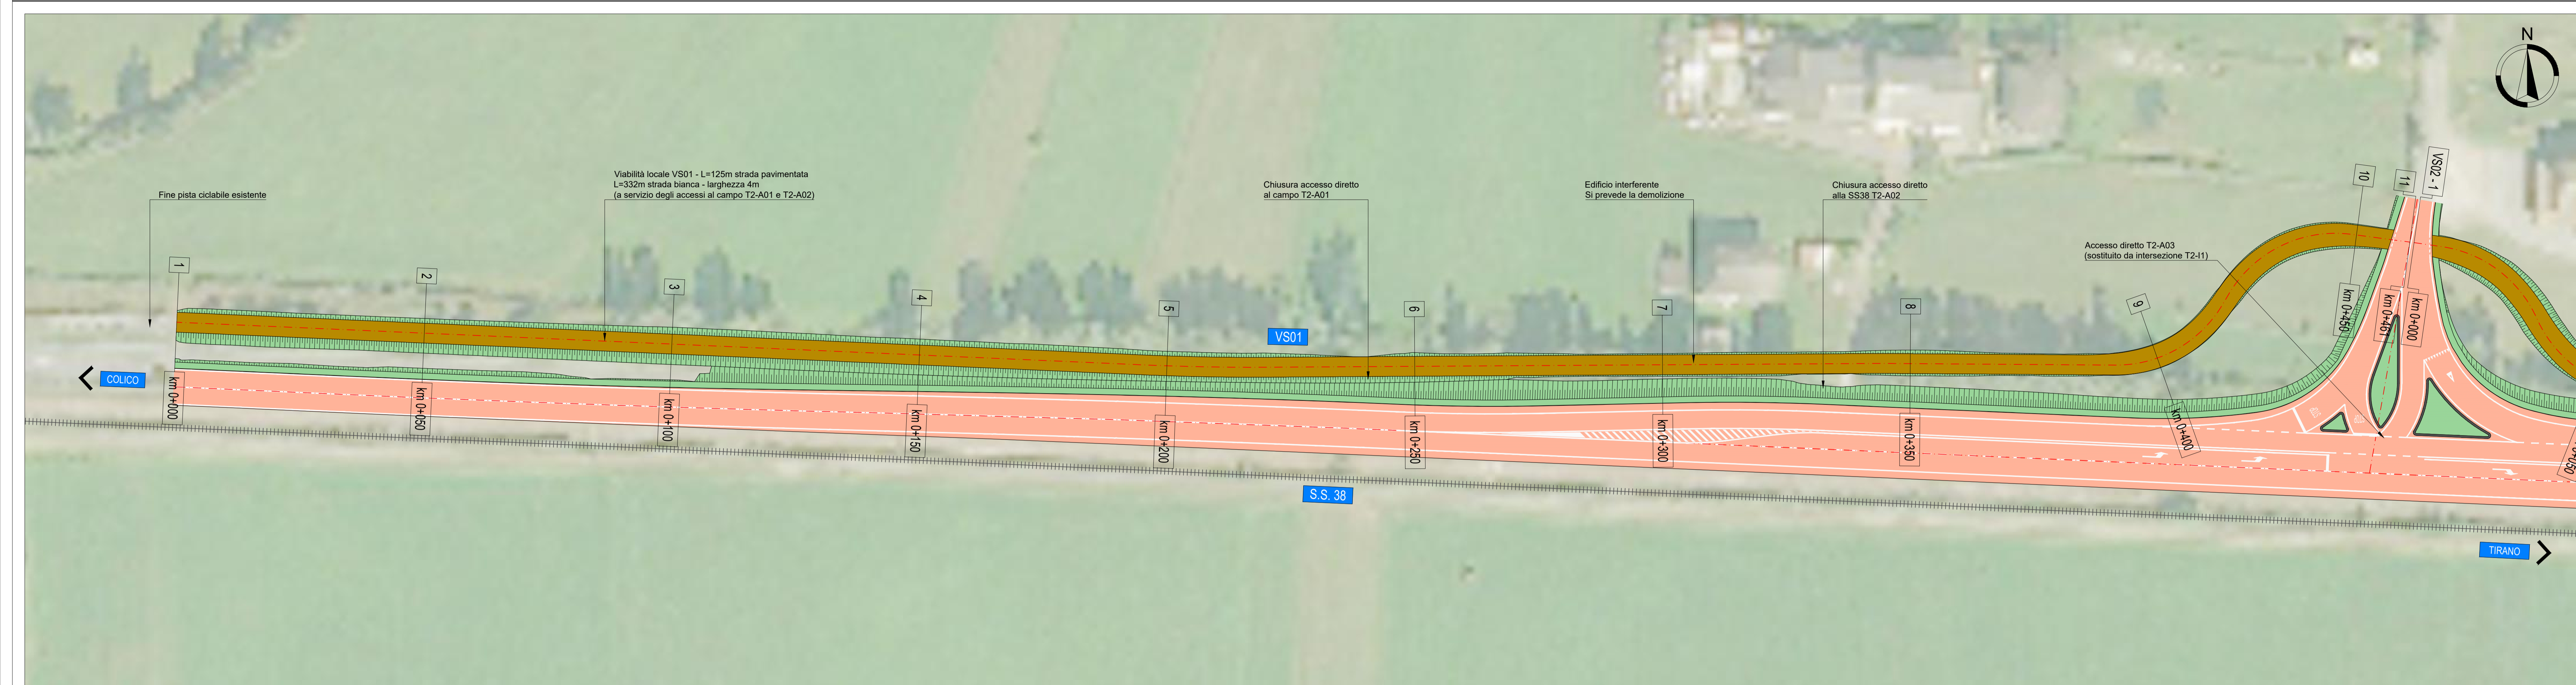 N
Viabilità locale VS01 - L=125m strada pavimentata
L=332m strada bianca - larghezza 4m
(a servizio degli accessi al campo T2-A01 e T2-A02)
Fine pista ciclabile esistente
Chiusura accesso diretto
al campo T2-A01
Edificio interferente
Si prevede la demolizione
Chiusura accesso diretto
alla SS38 T2-A02
Accesso diretto T2-A03
(sostituito da intersezione T2-I1)
1
2
3
4
5
6
7
8
9
10
11
VS02 - 1
VS01
COLICO
km 0+000
km 0+050
km 0+100
km 0+150
km 0+200
km 0+250
km 0+300
km 0+350
km 0+400
km 0+450
km 0+461
km 0+000
S.S. 38
TIRANO